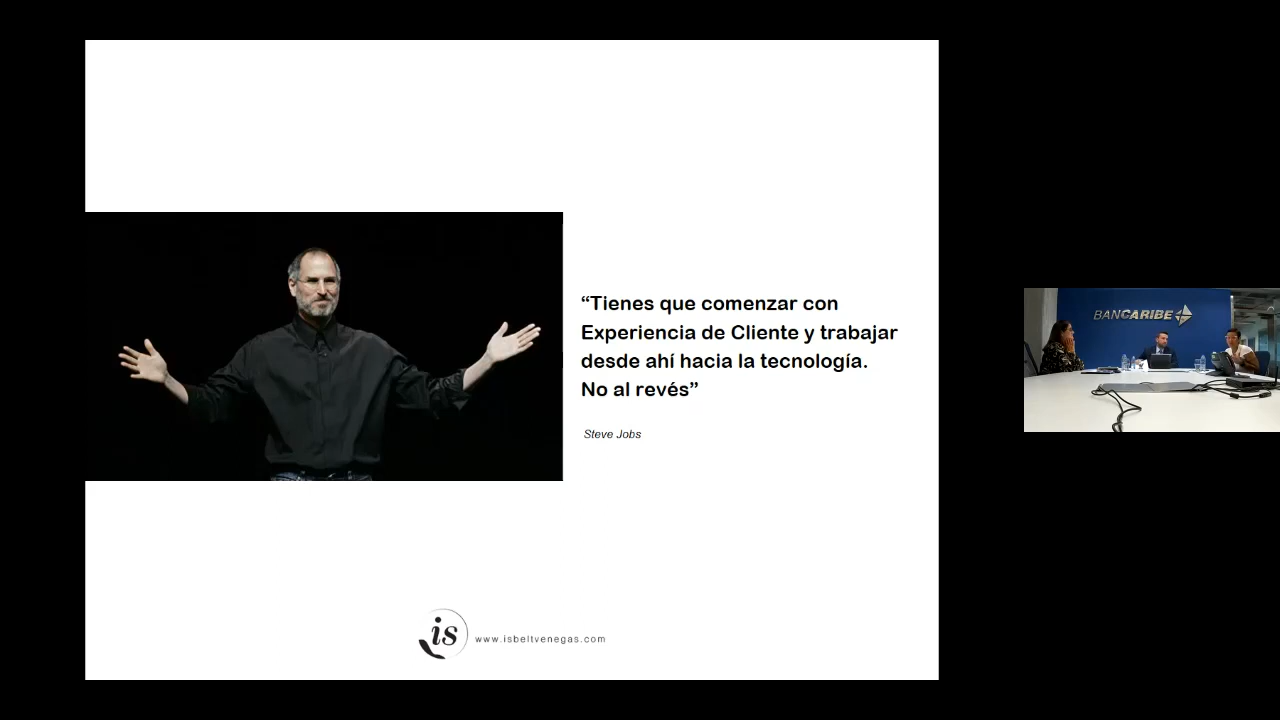 “Tienes que comenzar con
Experiencia de Cliente y trabajar
desde ahí hacia la tecnología.
No al revés”
Steve Jobs
is
www.isbeltvenegas.com
BANCARIBE